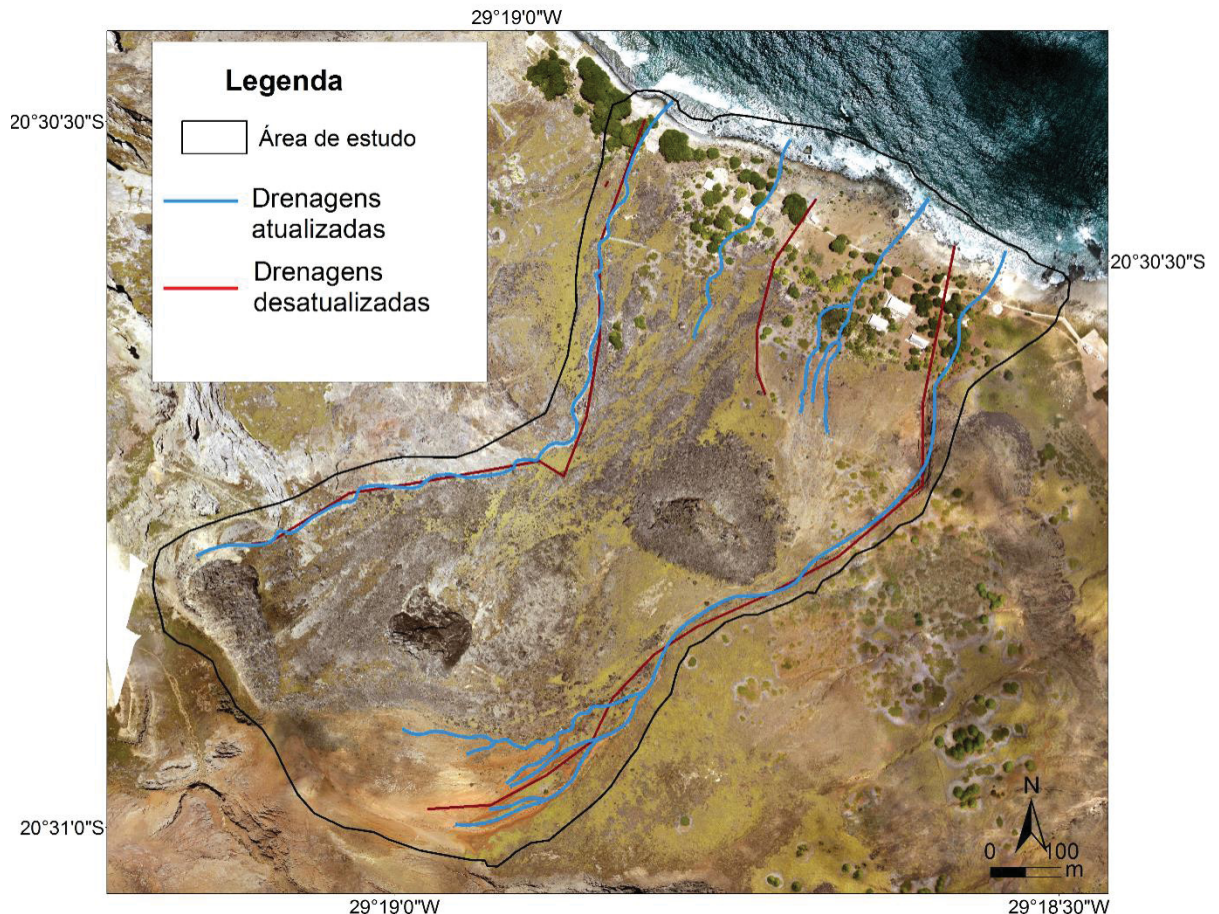 29°19'0"W
Legenda
20°30'30"S
Área de estudo
Drenagens
atualizadas
20°30'30"S
Drenagens
desatualizadas
N
20°31'0"S
0 100
m
29°19'0"W
29°18'30"W